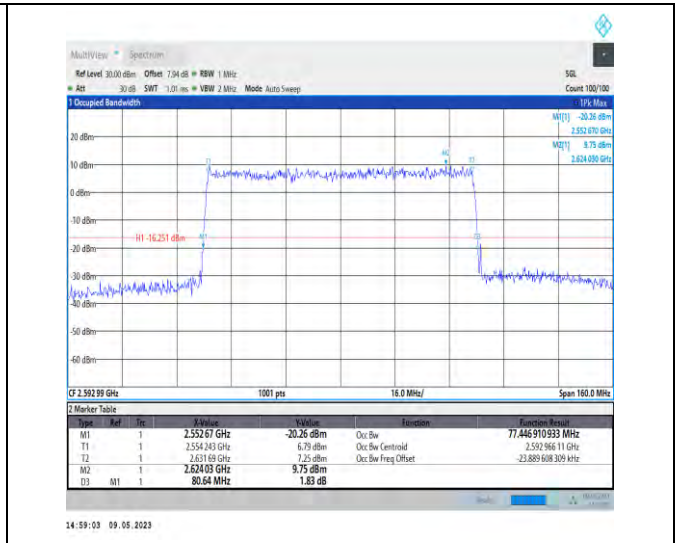 MultiView Spectrum
Ref Level 30.00 dBm Offset 7.94 dB RBW 1 MHz SGL
Att 30 dB SWT 1.01 ms VBW 2 MHz Mode Auto Sweep Count 100/100
1 Occupied Bandwidth 1Pk Max
M1[1] -20.26 dBm
2.552 670 GHz
M2[1] 9.75 dBm
2.624 030 GHz
20 dBm
10 dBm
0 dBm
-10 dBm
H1 -16.251 dBm
-20 dBm
-30 dBm
-40 dBm
-50 dBm
-60 dBm
M2
T1
T2
M1
D3
CF 2.592 99 GHz 1001 pts 16.0 MHz/ Span 160.0 MHz
2 Marker Table
Type Ref Trc X-Value Y-Value Function Function Result
M1 1 2.552 67 GHz -20.26 dBm Occ Bw 77.446 910 933 MHz
T1 1 2.554 243 GHz 6.79 dBm Occ Bw Centroid 2.592 966 11 GHz
T2 1 2.631 69 GHz 7.25 dBm Occ Bw Freq Offset -23.889 608 309 kHz
M2 1 2.624 03 GHz 9.75 dBm
D3 M1 1 80.64 MHz 1.83 dB
14:59:03 09.05.2023